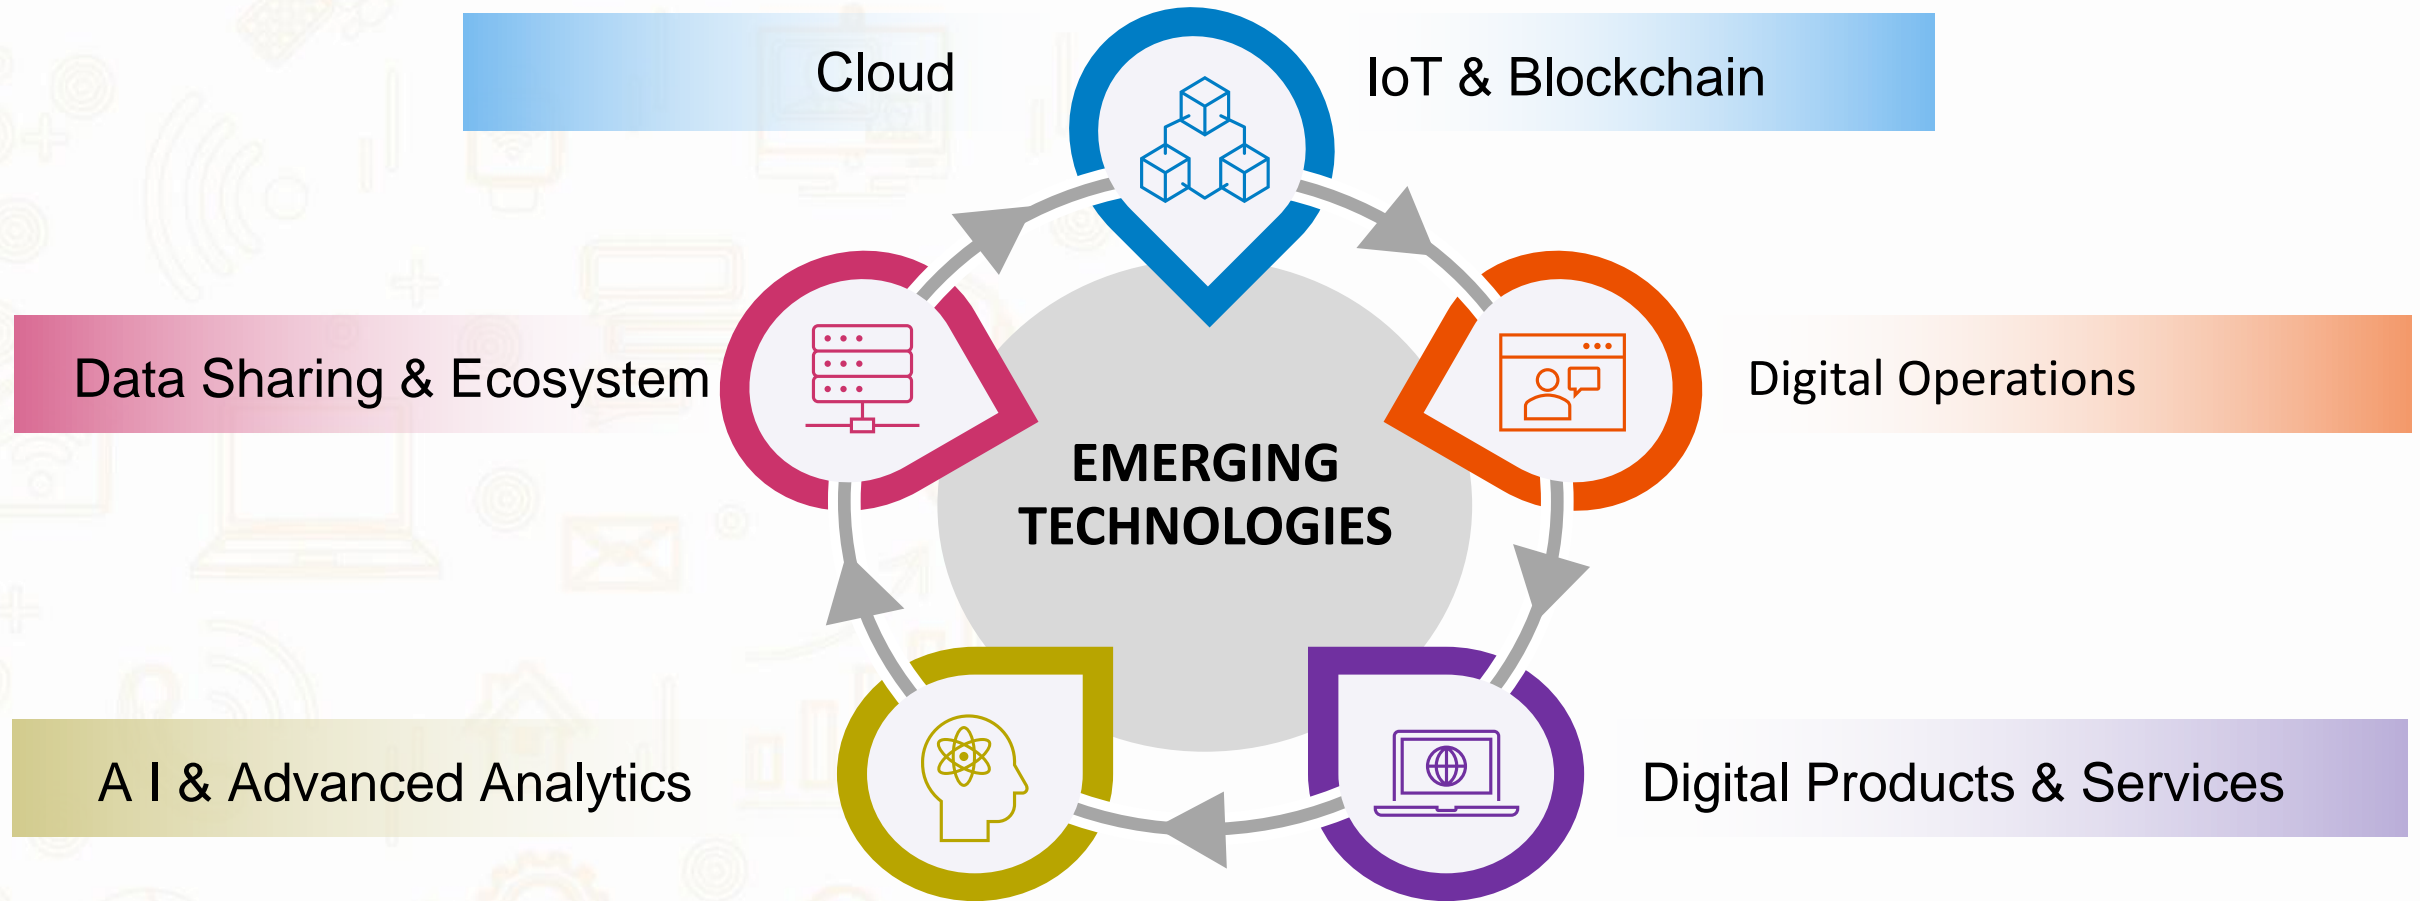 Cloud
IoT & Blockchain
Data Sharing & Ecosystem
Digital Operations
EMERGING
TECHNOLOGIES
A I & Advanced Analytics
Digital Products & Services